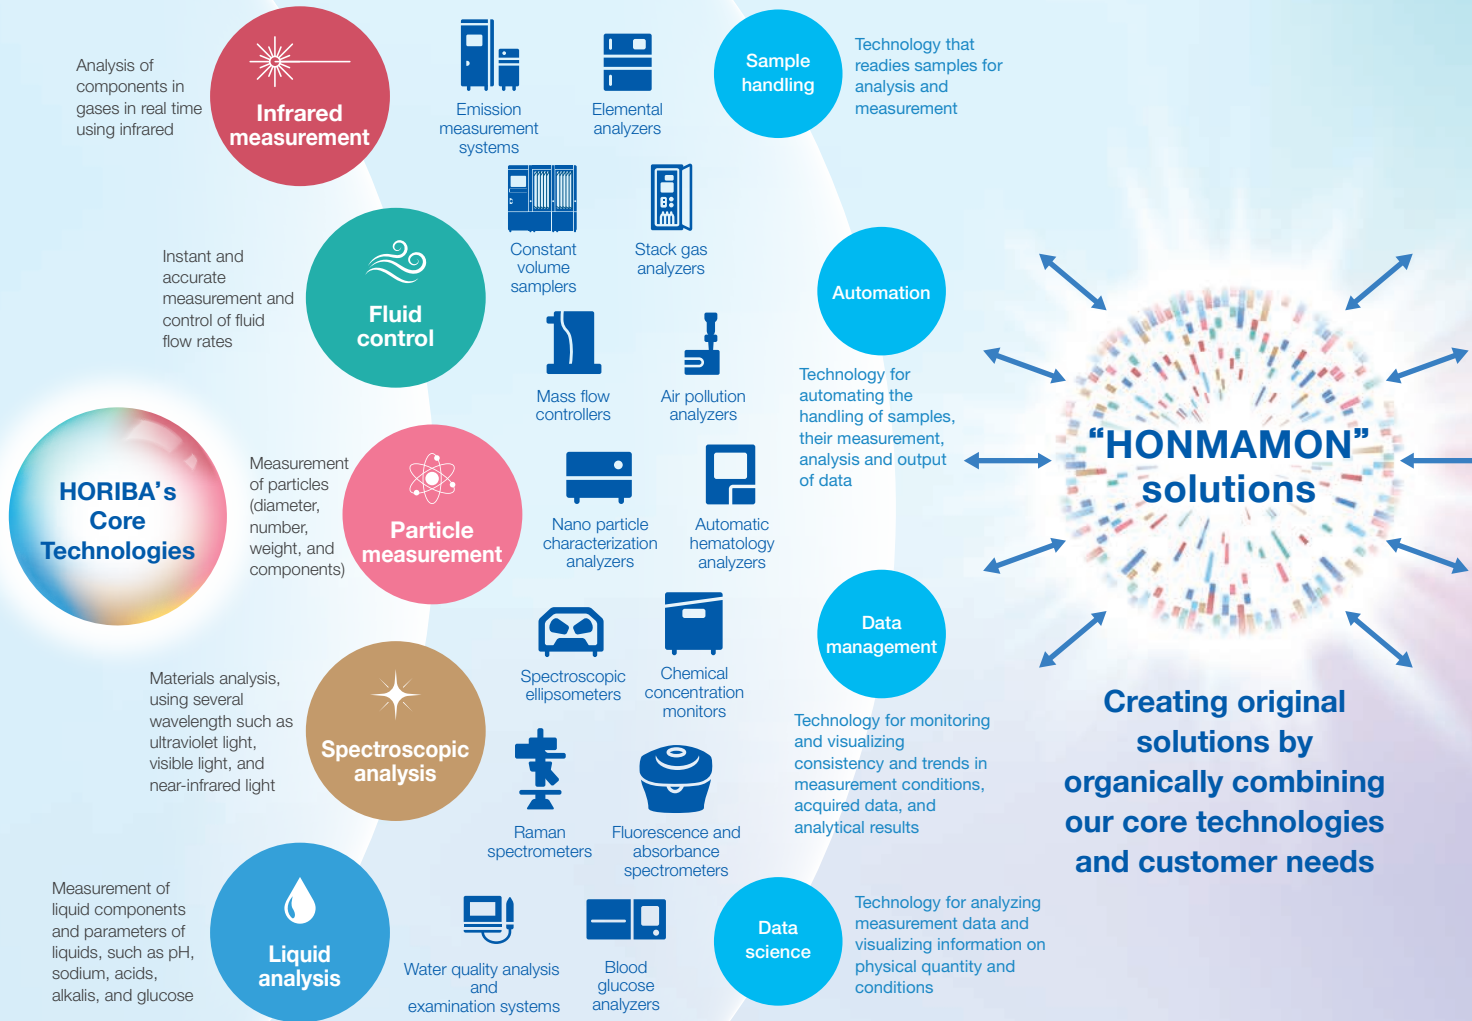 HORIBA's
Core
Technologies
Analysis of
components in
gases in real time
using infrared
Infrared
measurement
Instant and
accurate
measurement and
control of fluid
flow rates
Fluid
control
Measurement
of particles
(diameter,
number,
weight, and
components)
Particle
measurement
Materials analysis,
using several
wavelength such as
ultraviolet light,
visible light, and
near-infrared light
Spectroscopic
analysis
Measurement of
liquid components
and parameters of
liquids, such as pH,
sodium, acids,
alkalis, and glucose
Liquid
analysis
Emission
measurement
systems
Elemental
analyzers
Constant
volume
samplers
Stack gas
analyzers
Mass flow
controllers
Air pollution
analyzers
Nano particle
characterization
analyzers
Automatic
hematology
analyzers
Spectroscopic
ellipsometers
Chemical
concentration
monitors
Raman
spectrometers
Fluorescence and
absorbance
spectrometers
Water quality analysis
and
examination systems
Blood
glucose
analyzers
Sample
handling
Technology that
readies samples for
analysis and
measurement
Automation
Technology for
automating the
handling of samples,
their measurement,
analysis and output
of data
Data
management
Technology for monitoring
and visualizing
consistency and trends in
measurement conditions,
acquired data, and
analytical results
Data
science
Technology for analyzing
measurement data and
visualizing information on
physical quantity and
conditions
“HONMAMON”
solutions
Creating original
solutions by
organically combining
our core technologies
and customer needs